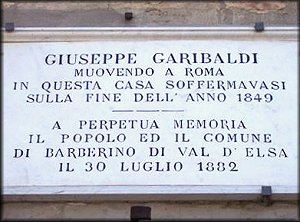 GIUSEPPE GARIBALDI
MUOVENDO A ROMA
IN QUESTA CASA SOFFERMAVASI
SULLA FINE DELL' ANNO 1849
A PERPETUA MEMORIA
IL POPOLO ED IL COMUNE
DI BARBERINO DI VAL D' ELSA
IL 30 LUGLIO 1882